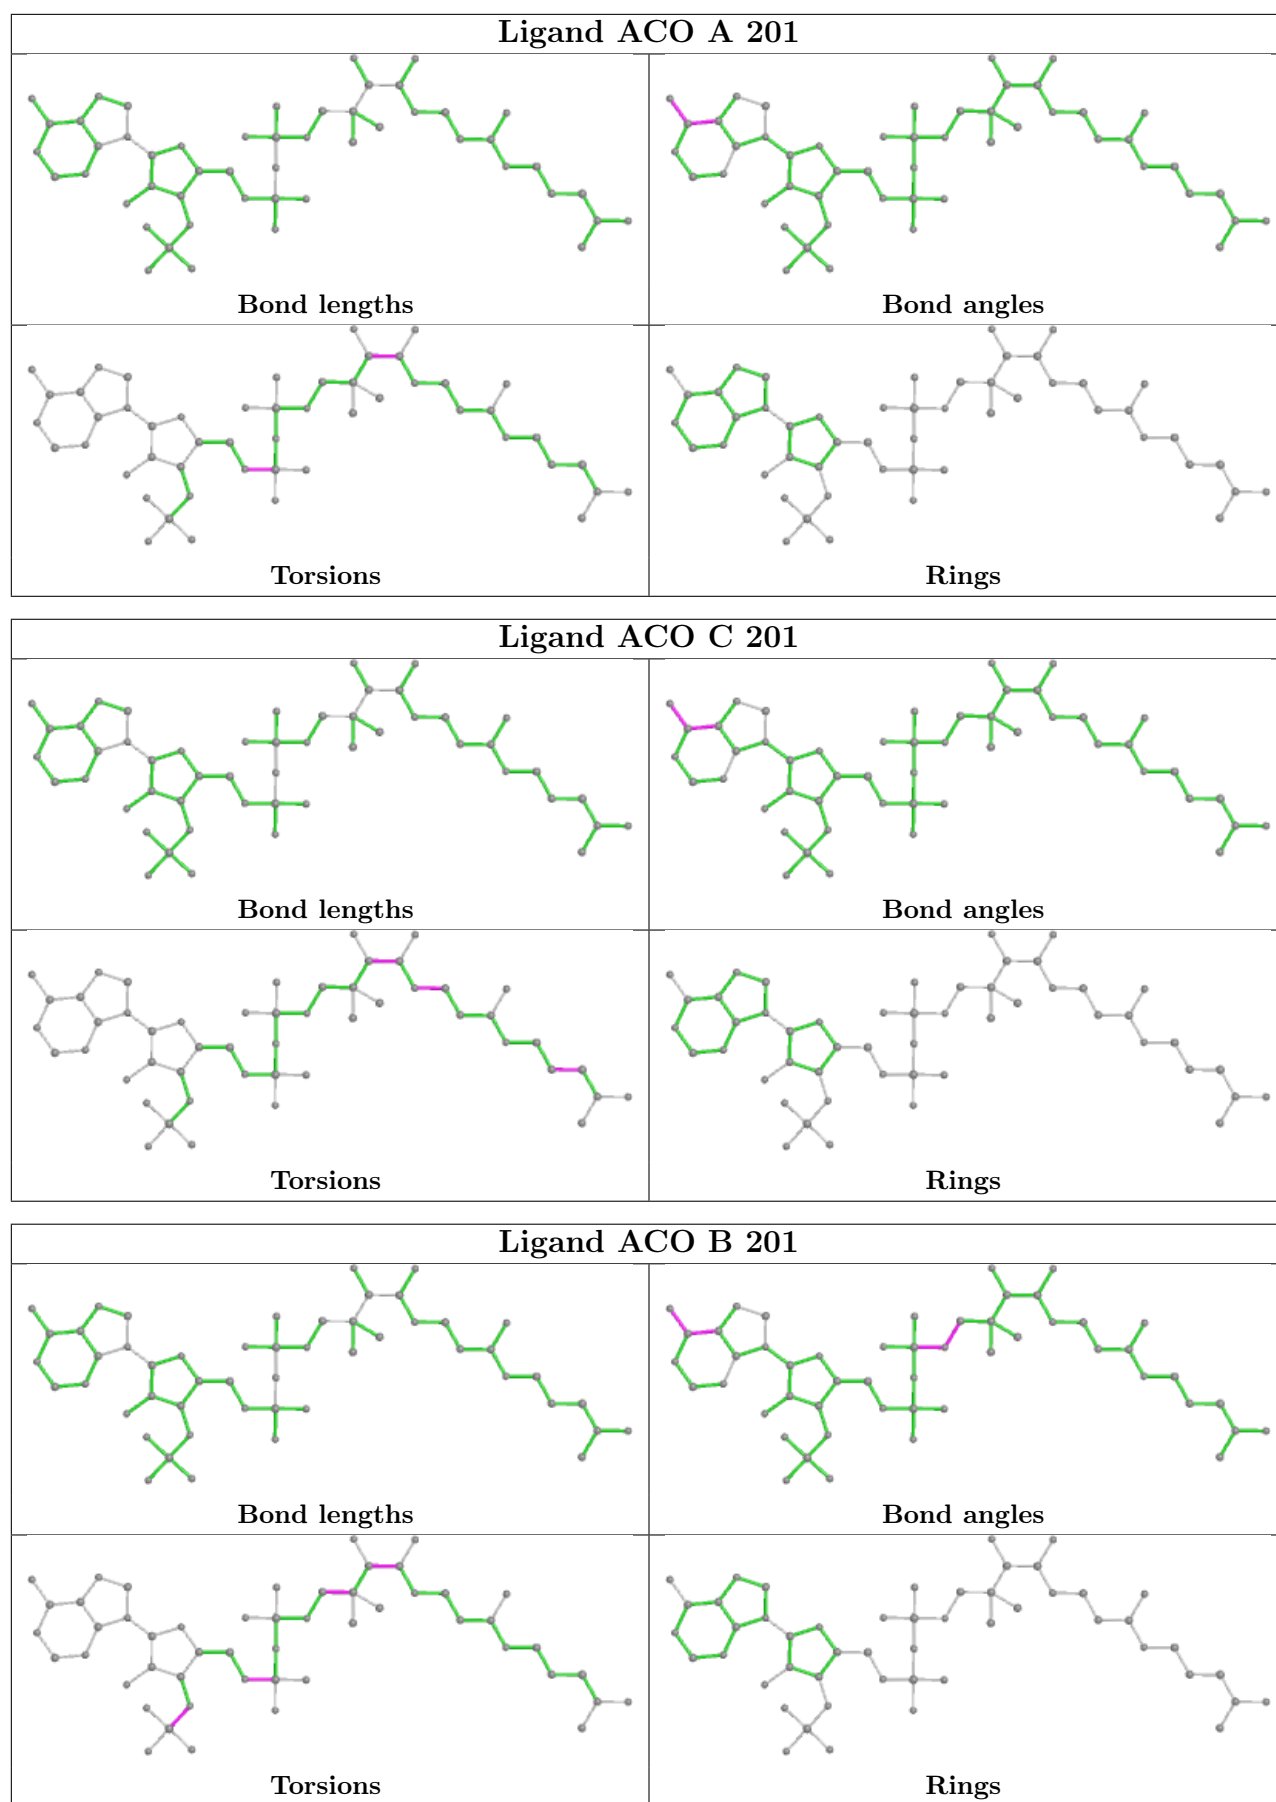 Ligand ACO A 201
Bond lengths
Bond angles
Torsions
Rings
Ligand ACO C 201
Bond lengths
Bond angles
Torsions
Rings
Ligand ACO B 201
Bond lengths
Bond angles
Torsions
Rings